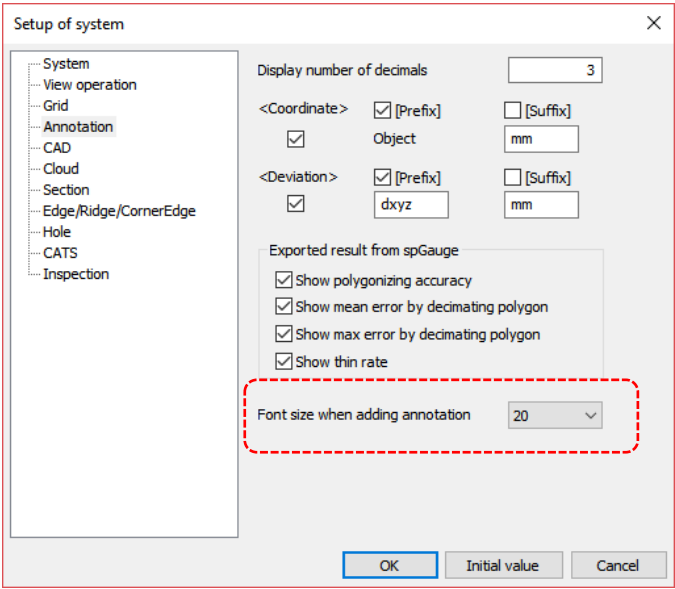 Setup of system
System
View operation
Grid
Annotation
CAD
Cloud
Section
Edge/Ridge/CornerEdge
Hole
CATS
Inspection
Display number of decimals 3
<Coordinate> [Prefix] [Suffix]
Object mm
<Deviation> [Prefix] [Suffix]
dxyz mm
Exported result from spGauge
Show polygonizing accuracy
Show mean error by decimating polygon
Show max error by decimating polygon
Show thin rate
Font size when adding annotation 20
OK Initial value Cancel